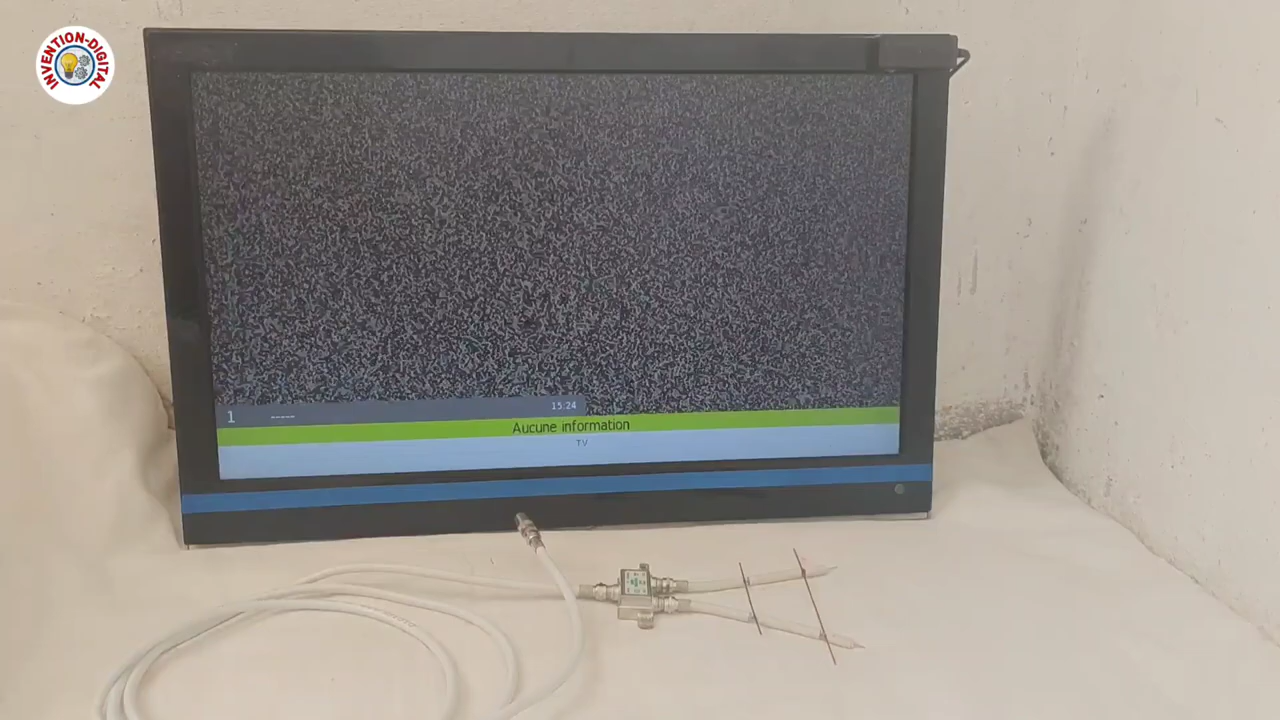 INVENTION-DIGITAL
1 -----
15:24
Aucune information
TV